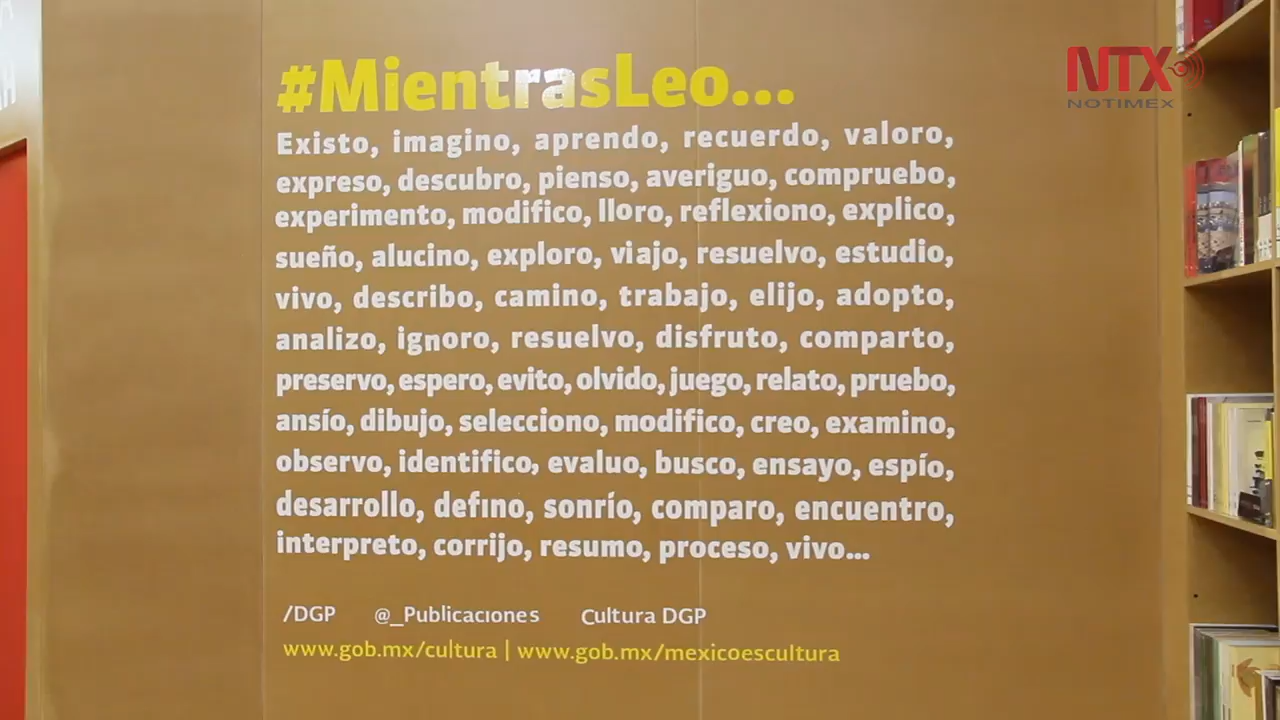 #MientrasLeo...
Existo, imagino, aprendo, recuerdo, valoro,
expreso, descubro, pienso, averiguo, compruebo,
experimento, modifico, lloro, reflexiono, explico,
sueño, alucino, exploro, viajo, resuelvo, estudio,
vivo, describo, camino, trabajo, elijo, adopto,
analizo, ignoro, resuelvo, disfruto, comparto,
preservo, espero, evito, olvido, juego, relato, pruebo,
ansío, dibujo, selecciono, modifico, creo, examino,
observo, identifico, evaluo, busco, ensayo, espío,
desarrollo, defino, sonrío, comparo, encuentro,
interpreto, corrijo, resumo, proceso, vivo...
/DGP @_Publicaciones Cultura DGP
www.gob.mx/cultura | www.gob.mx/mexicoescultura
NTX
NOTIMEX